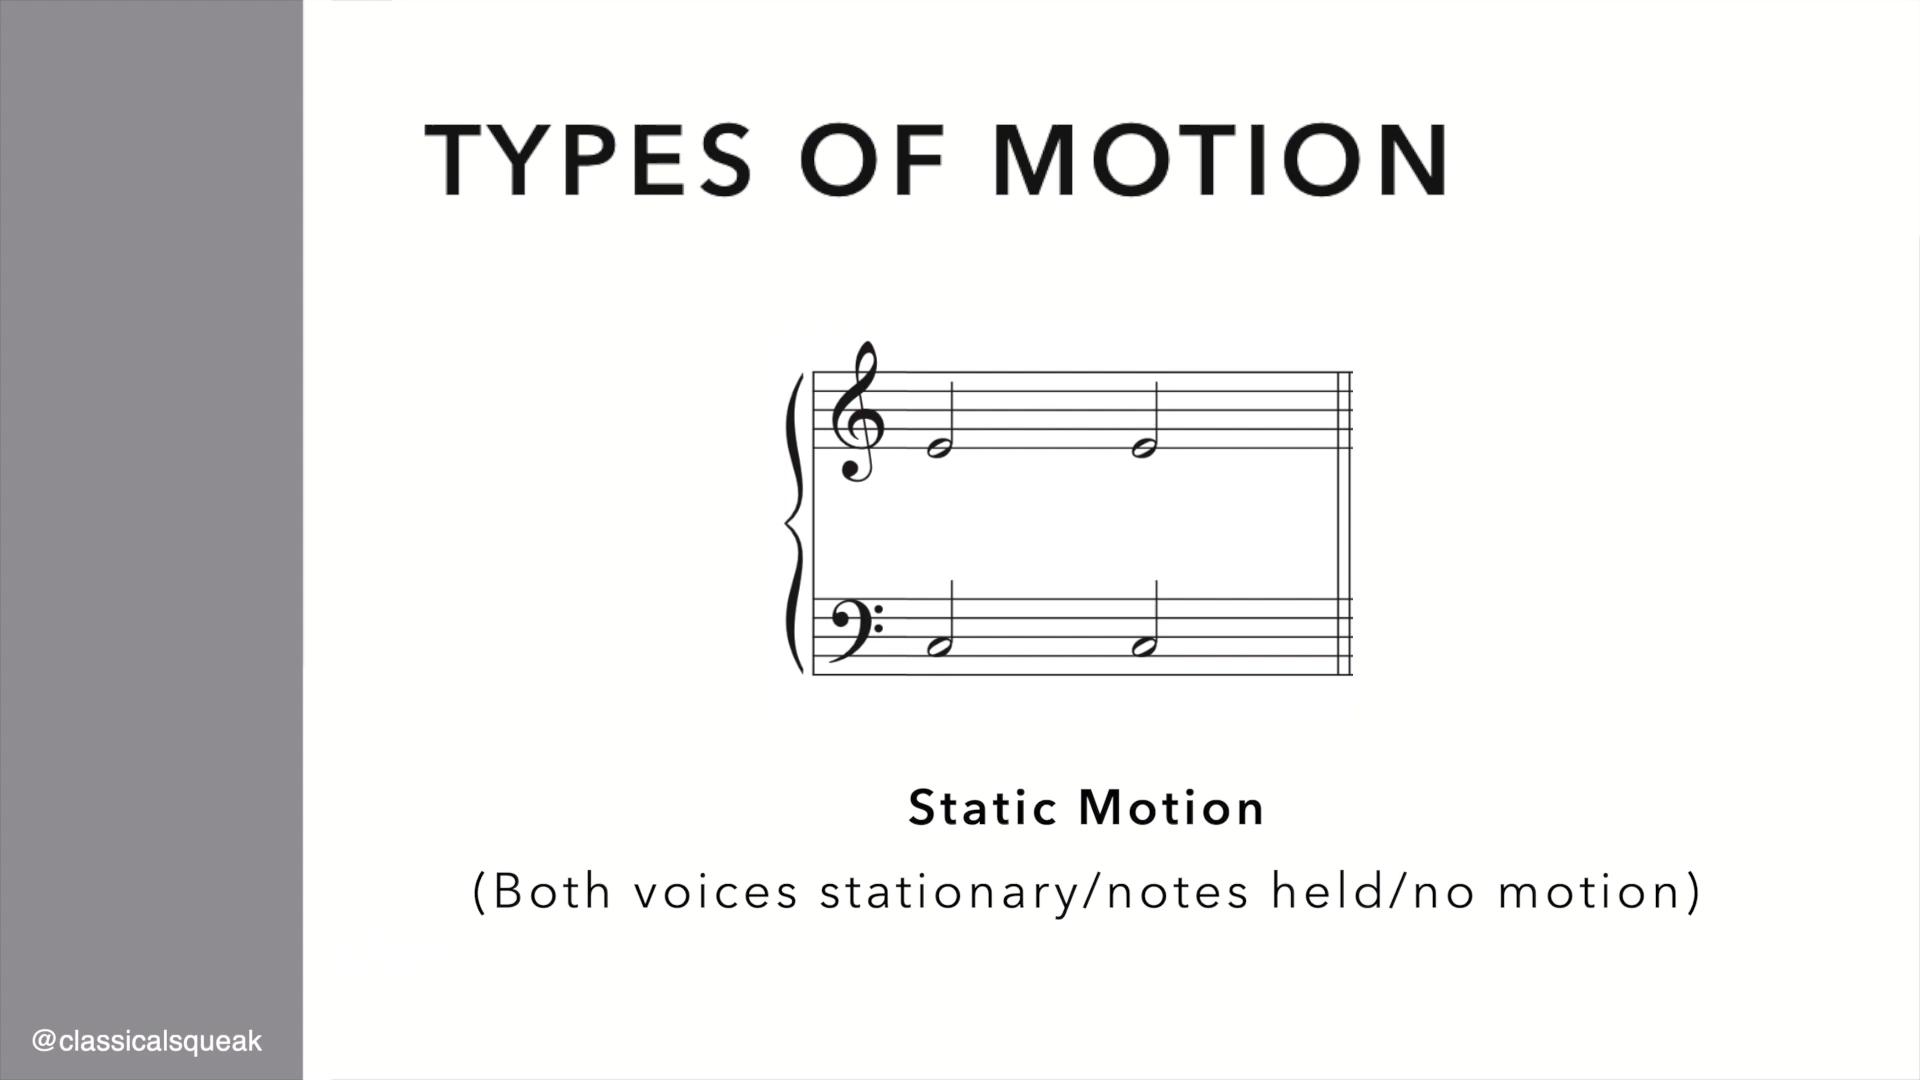 TYPES OF MOTION
Static Motion
(Both voices stationary/notes held/no motion)
@classicalsqueak